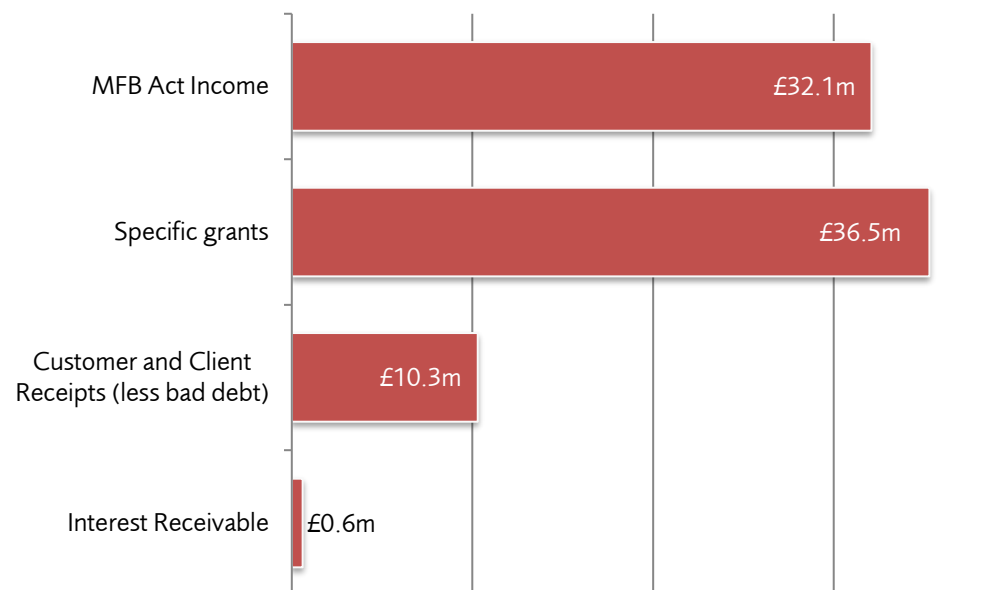 MFB Act Income
£32.1m
Specific grants
£36.5m
Customer and Client
Receipts (less bad debt)
£10.3m
Interest Receivable
£0.6m